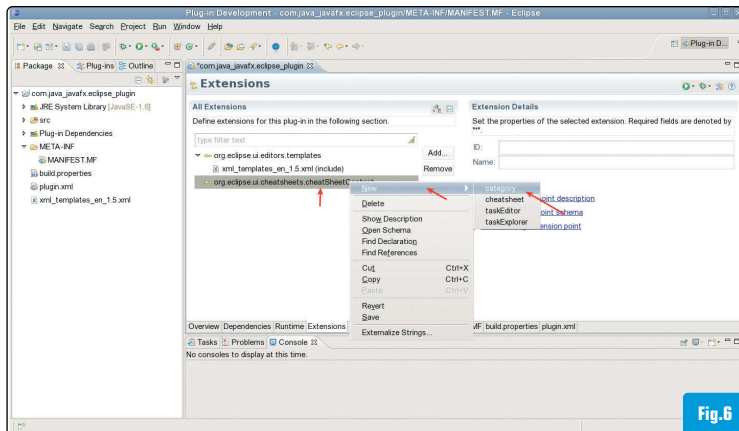 Plug-in Development - com.java_javafx.eclipse_plugin/META-INF/MANIFEST.MF - Eclipse
File Edit Navigate Search Project Run Window Help
Plug-in D...
Package Plug-ins Outline
*com.java_javafx.eclipse_plugin
com.java_javafx.eclipse_plugin
JRE System Library [JavaSE-1.6]
src
Plug-in Dependencies
META-INF
MANIFEST.MF
build.properties
plugin.xml
xml_templates_en_1.5.xml
Extensions
All Extensions
Define extensions for this plug-in in the following section.
type filter text
org.eclipse.ui.editors.templates
xml_templates_en_1.5.xml (include)
org.eclipse.ui.cheatsheets.cheatSheetContent
Add...
Remove
Extension Details
Set the properties of the selected extension. Required fields are denoted by
"*".
ID:
Name:
point description
point schema
extension point
New
Delete
Show Description
Open Schema
Find Declaration
Find References
Cut Ctrl+X
Copy Ctrl+C
Paste Ctrl+V
Revert
Save
Externalize Strings...
category
cheatsheet
taskEditor
taskExplorer
Overview Dependencies Runtime Extensions MF build.properties plugin.xml
Tasks Problems Console
No consoles to display at this time.
Fig.6